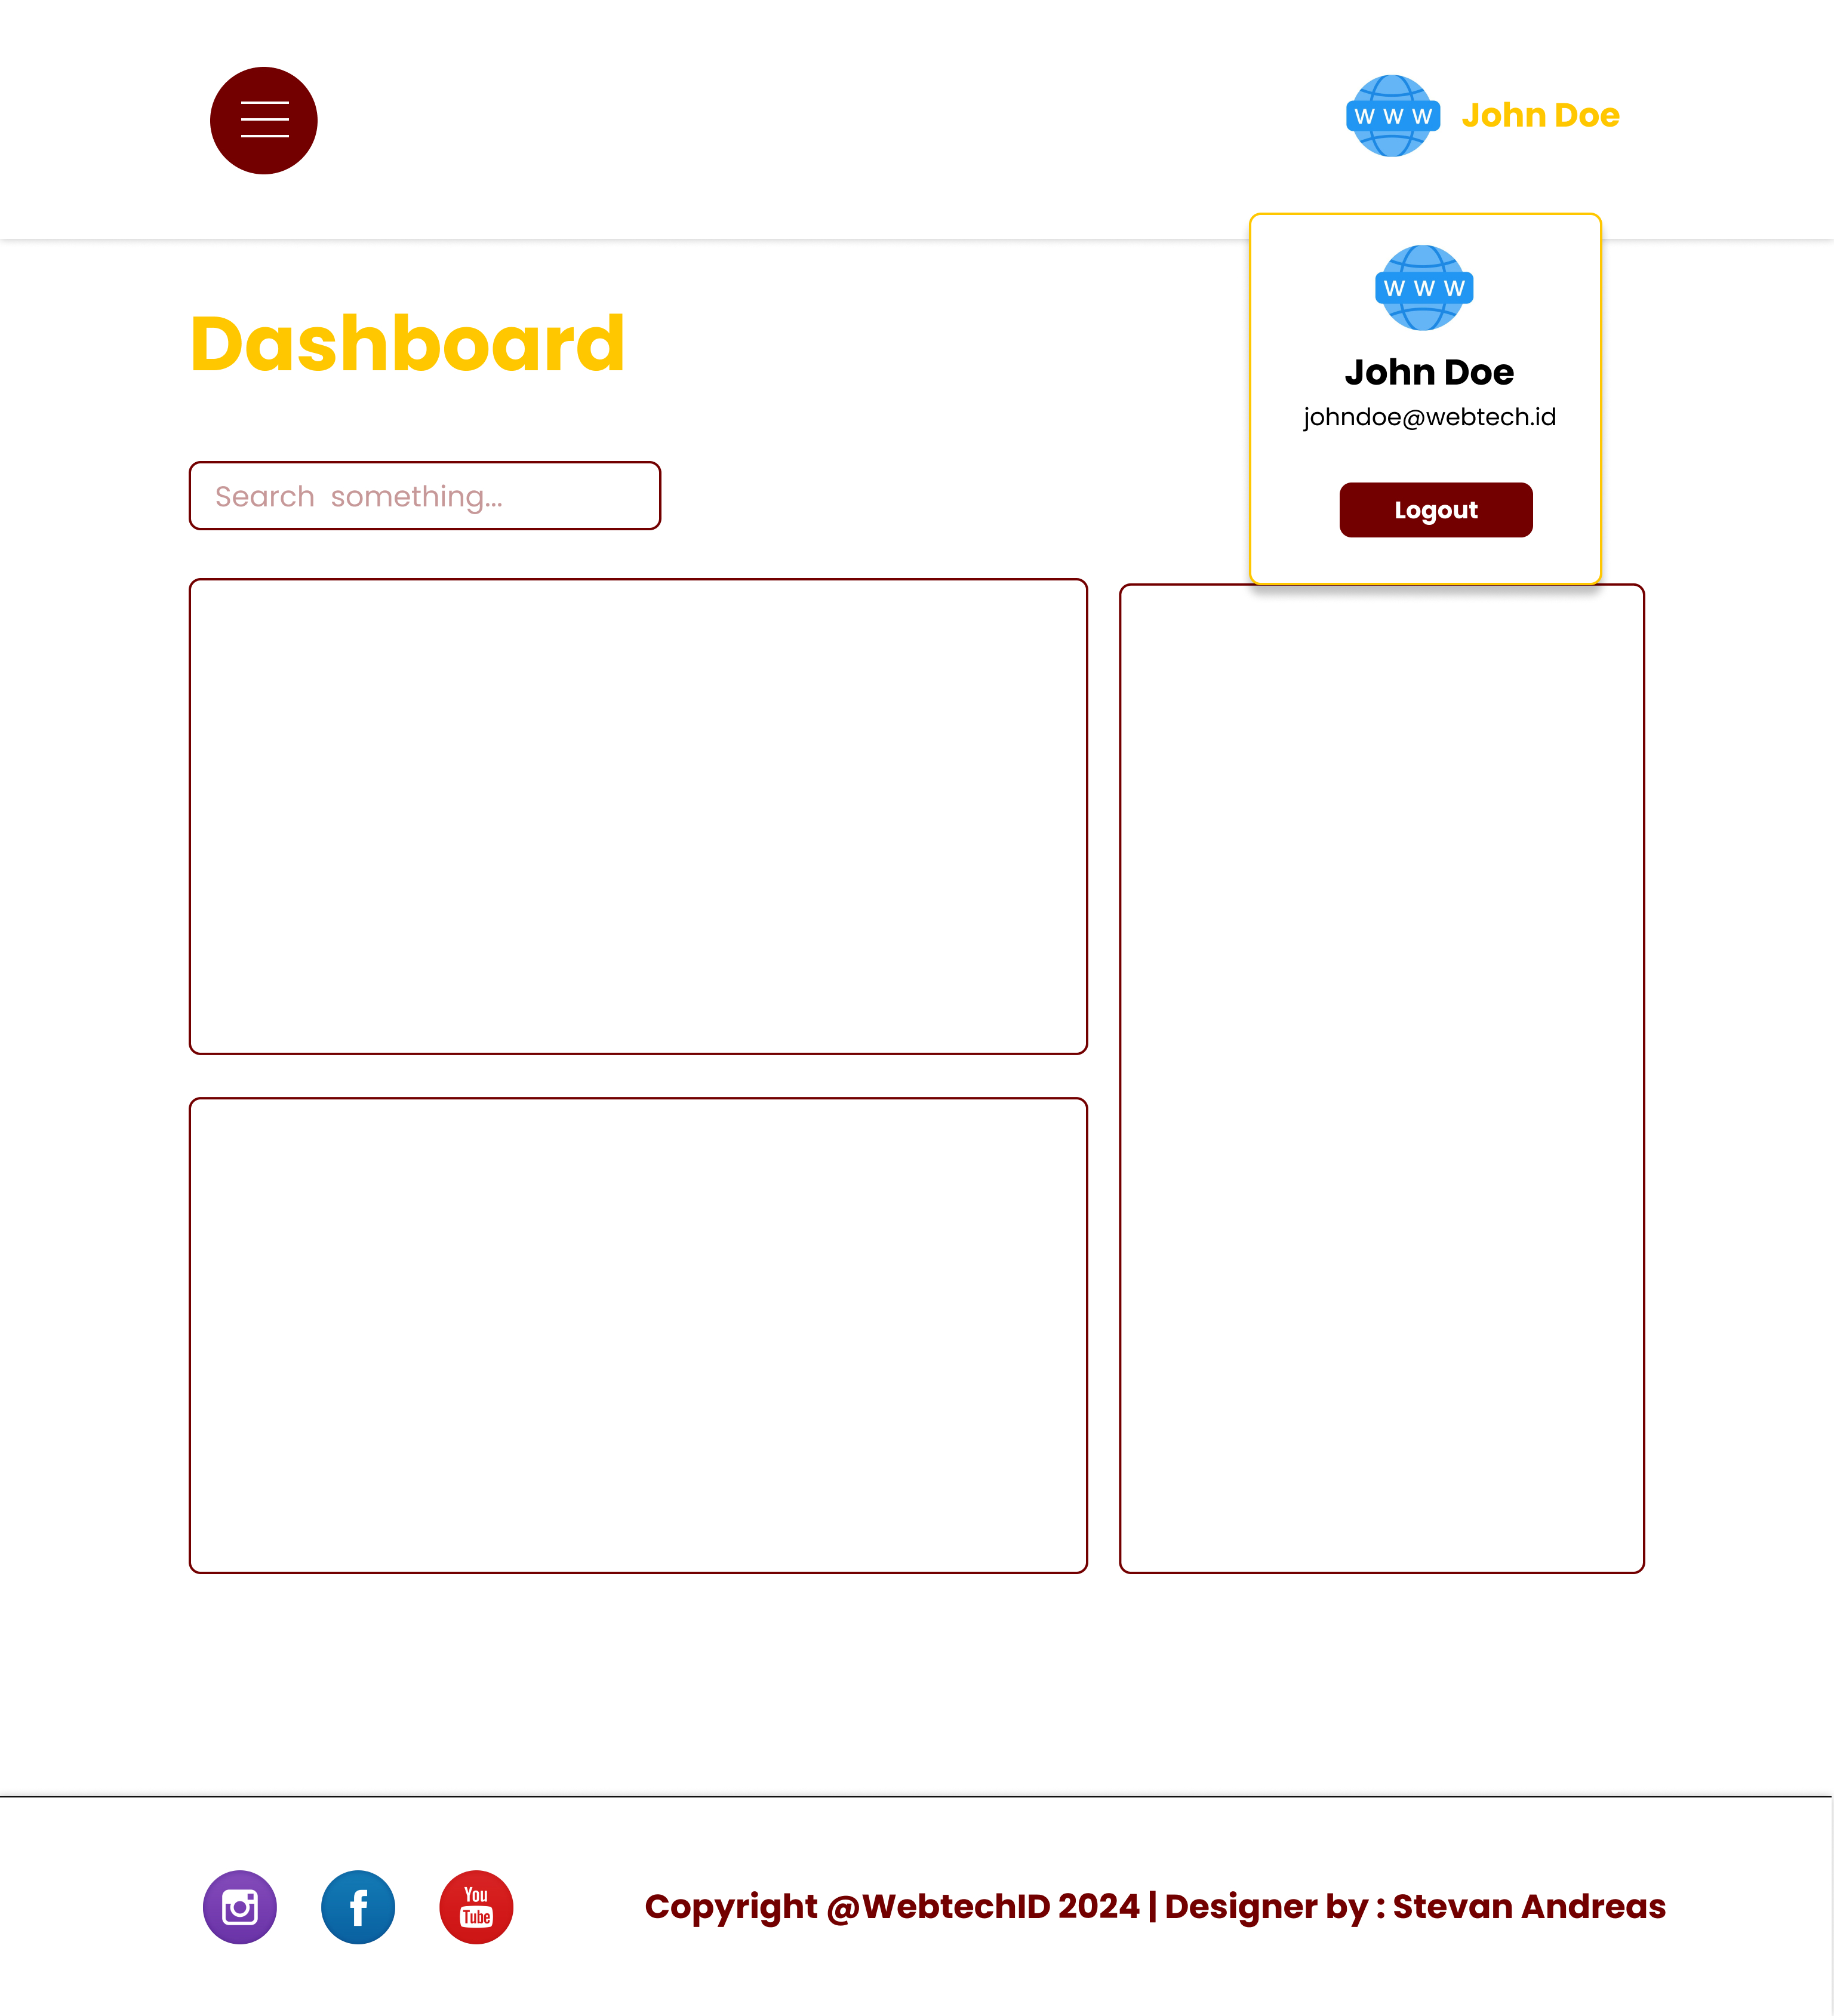 W W W
John Doe
W W W
John Doe
johndoe@webtech.id
Logout
Dashboard
Search something...
You
Tube
Copyright @WebtechID 2024 | Designer by : Stevan Andreas